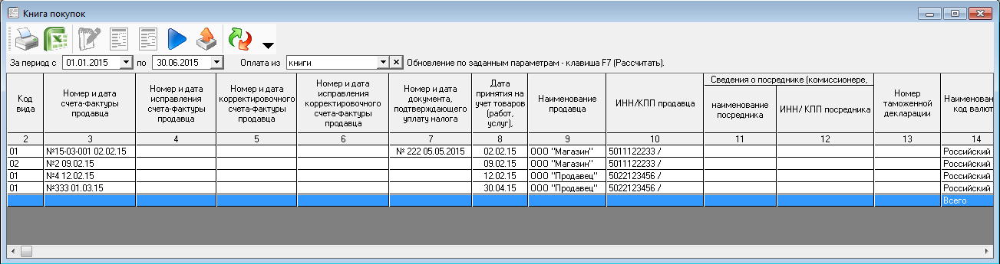 Книга покупок
За период с 01.01.2015 по 30.06.2015 Оплата из книги Обновление по заданным параметрам - клавиша F7 (Рассчитать).
Код вида
Номер и дата счета-фактуры продавца
Номер и дата исправления счета-фактуры продавца
Номер и дата корректировочного счета-фактуры продавца
Номер и дата исправления корректировочного счета-фактуры продавца
Номер и дата документа, подтверждающего уплату налога
Дата принятия на учет товаров (работ, услуг),
Наименование продавца
ИНН/КПП продавца
Сведения о посреднике (комиссионере,
наименование посредника
ИНН/ КПП посредника
Номер таможенной декларации
Наименован код валют
2 3 4 5 6 7 8 9 10 11 12 13 14
01 №15-03-001 02.02.15 № 222 05.05.2015 02.02.15 ООО "Магазин" 5011122233 / Российский
02 №2 09.02.15 09.02.15 ООО "Магазин" 5011122233 / Российский
01 №4 12.02.15 12.02.15 ООО "Продавец" 5022123456 / Российский
01 №333 01.03.15 30.04.15 ООО "Продавец" 5022123456 / Российский
Всего